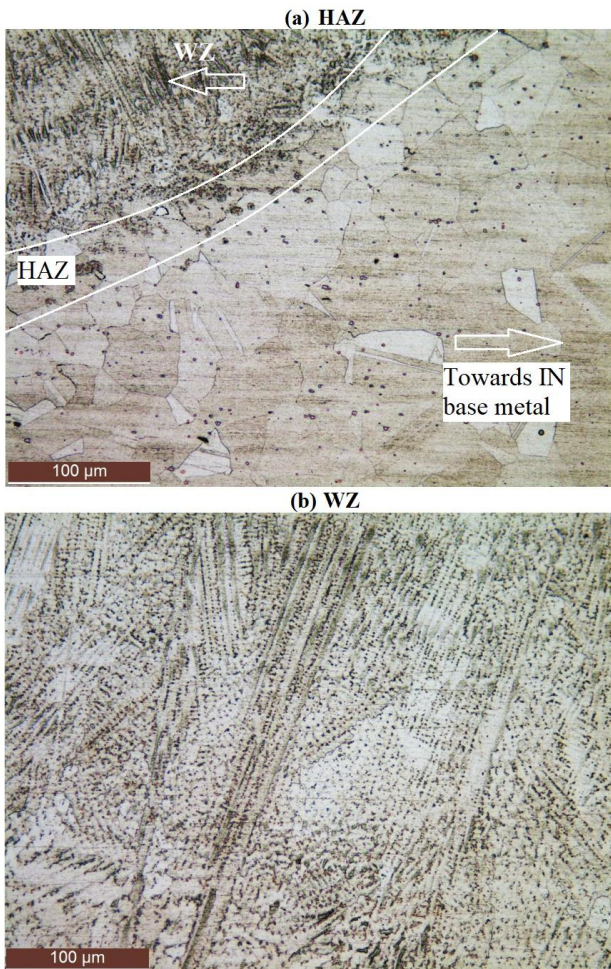 (a) HAZ
WZ
HAZ
Towards IN
base metal
100 µm
(b) WZ
100 µm